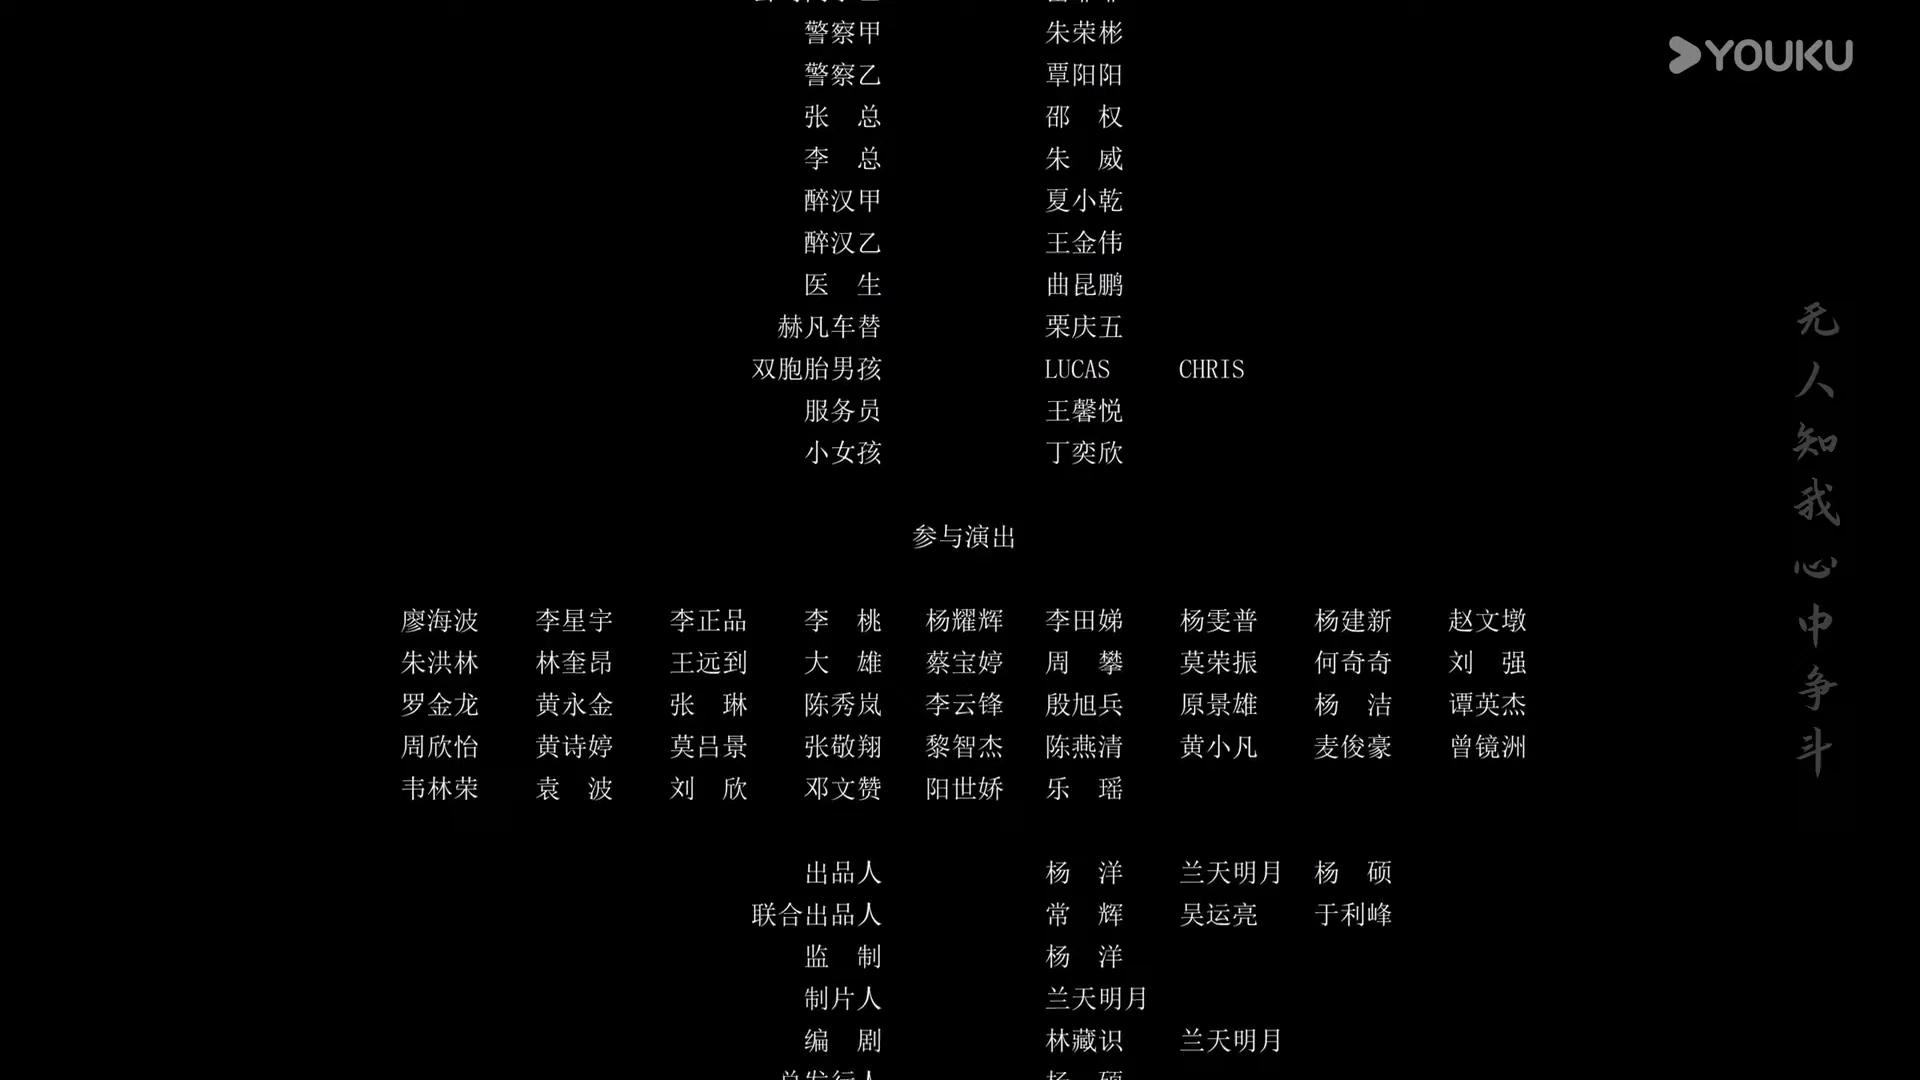 警察甲 朱荣彬
YOUKU
警察乙 覃阳阳
张 总 邵 权
李 总 朱 威
醉汉甲 夏小乾
醉汉乙 王金伟
医 生 曲昆鹏
赫凡车替 栗庆五
双胞胎男孩 LUCAS CHRIS
服务员 王馨悦
小女孩 丁奕欣
参与演出
廖海波 李星宇 李正品 李 桃 杨耀辉 李田娣 杨雯普 杨建新 赵文墩
朱洪林 林奎昂 王远到 大 雄 蔡宝婷 周 攀 莫荣振 何奇奇 刘 强
罗金龙 黄永金 张 琳 陈秀岚 李云锋 殷旭兵 原景雄 杨 洁 谭英杰
周欣怡 黄诗婷 莫吕景 张敬翔 黎智杰 陈燕清 黄小凡 麦俊豪 曾镜洲
韦林荣 袁 波 刘 欣 邓文赞 阳世娇 乐 瑶
出品人 杨 洋 兰天明月 杨 硕
联合出品人 常 辉 吴运亮 于利峰
监 制 杨 洋
制片人 兰天明月
编 剧 林藏识 兰天明月
总发行人 杨 硕
无人知我心中争斗